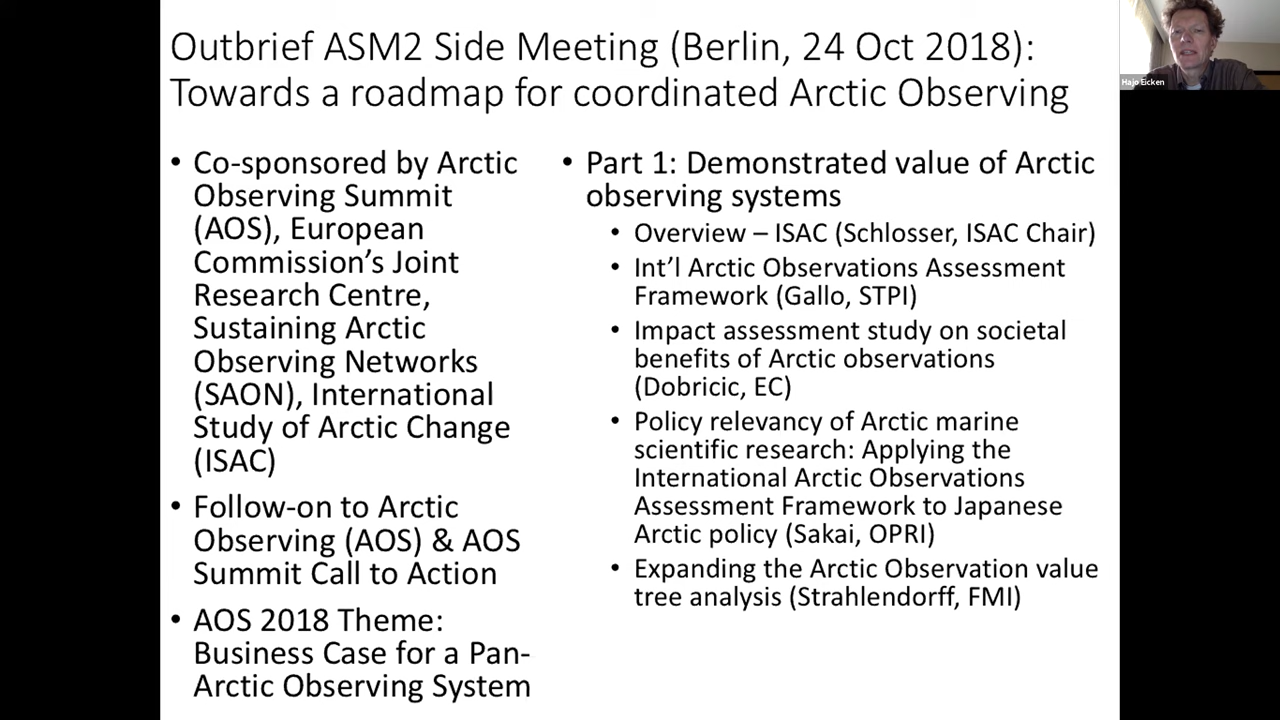 Outbrief ASM2 Side Meeting (Berlin, 24 Oct 2018):
Towards a roadmap for coordinated Arctic Observing
• Co-sponsored by Arctic
Observing Summit
(AOS), European
Commission’s Joint
Research Centre,
Sustaining Arctic
Observing Networks
(SAON), International
Study of Arctic Change
(ISAC)
• Follow-on to Arctic
Observing (AOS) & AOS
Summit Call to Action
• AOS 2018 Theme:
Business Case for a Pan-
Arctic Observing System
• Part 1: Demonstrated value of Arctic
observing systems
• Overview – ISAC (Schlosser, ISAC Chair)
• Int’l Arctic Observations Assessment
Framework (Gallo, STPI)
• Impact assessment study on societal
benefits of Arctic observations
(Dobricic, EC)
• Policy relevancy of Arctic marine
scientific research: Applying the
International Arctic Observations
Assessment Framework to Japanese
Arctic policy (Sakai, OPRI)
• Expanding the Arctic Observation value
tree analysis (Strahlendorff, FMI)
Hajo Eicken